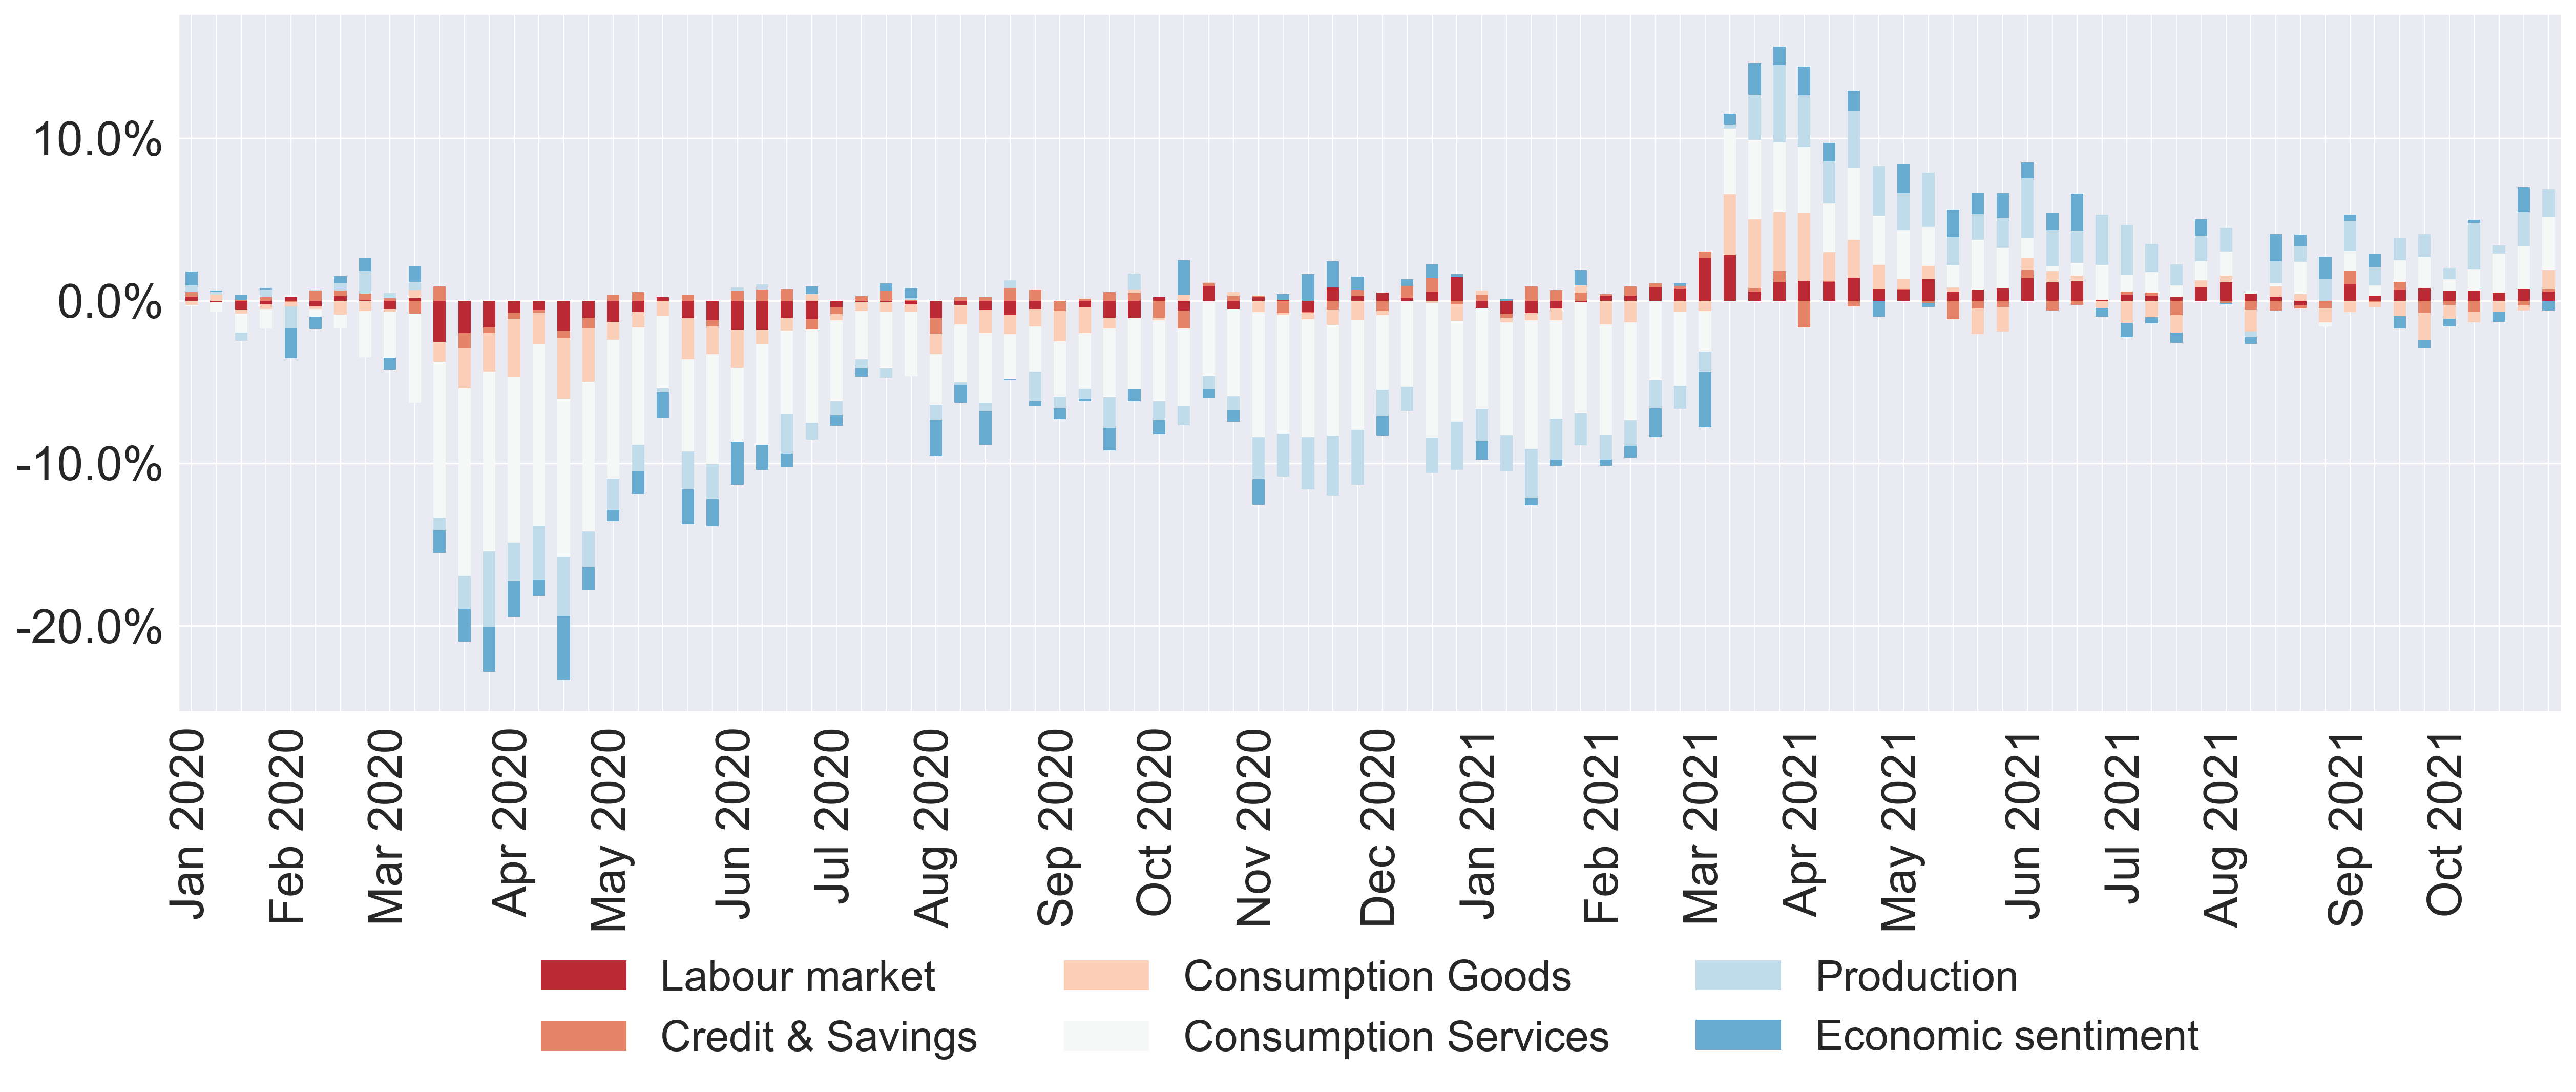 10.0%
0.0%
-10.0%
-20.0%
Jan 2020
Feb 2020
Mar 2020
Apr 2020
May 2020
Jun 2020
Jul 2020
Aug 2020
Sep 2020
Oct 2020
Nov 2020
Dec 2020
Jan 2021
Feb 2021
Mar 2021
Apr 2021
May 2021
Jun 2021
Jul 2021
Aug 2021
Sep 2021
Oct 2021
Labour market
Credit & Savings
Consumption Goods
Consumption Services
Production
Economic sentiment